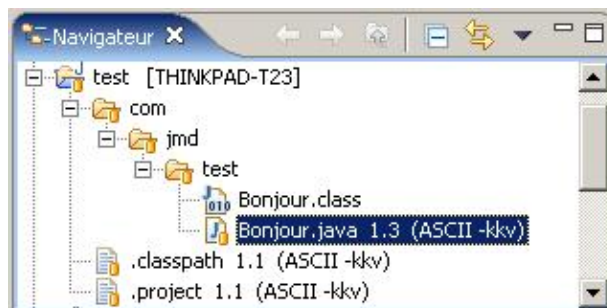 Navigateur
test [THINKPAD-T23]
com
jmd
test
Bonjour.class
Bonjour.java 1.3 (ASCII -kkv)
.classpath 1.1 (ASCII -kkv)
.project 1.1 (ASCII -kkv)